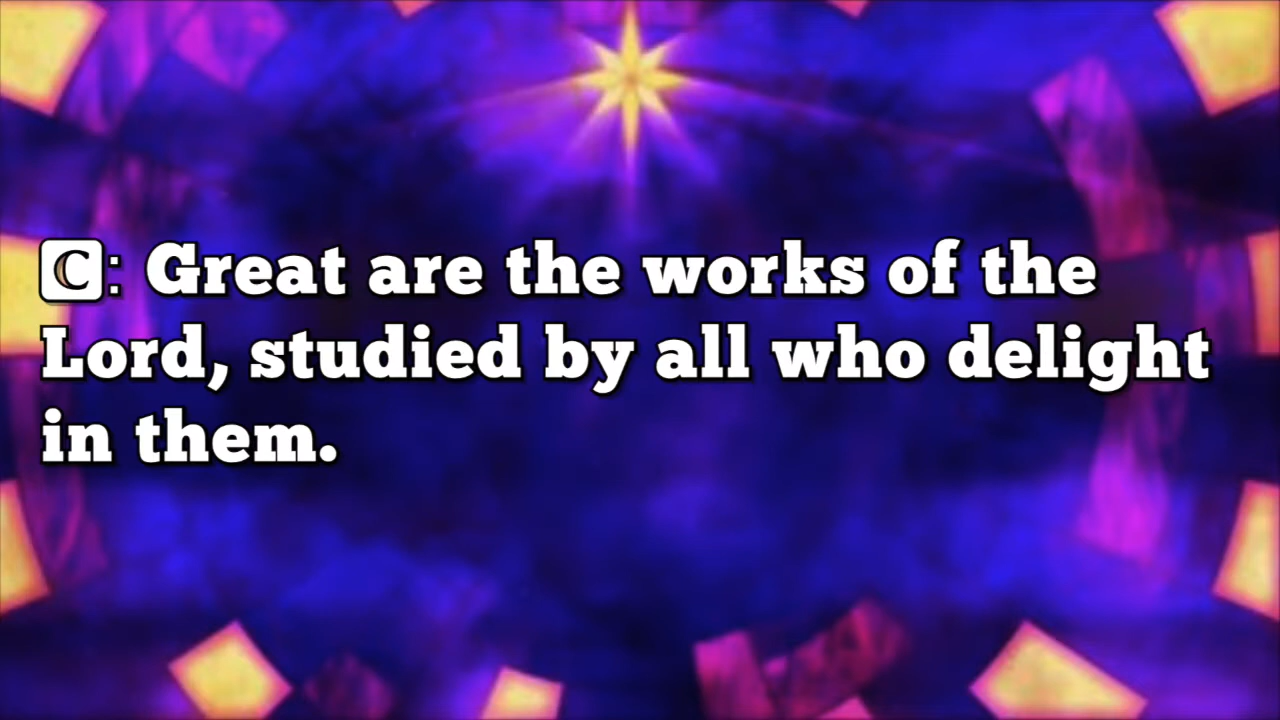 C: Great are the works of the
Lord, studied by all who delight
in them.